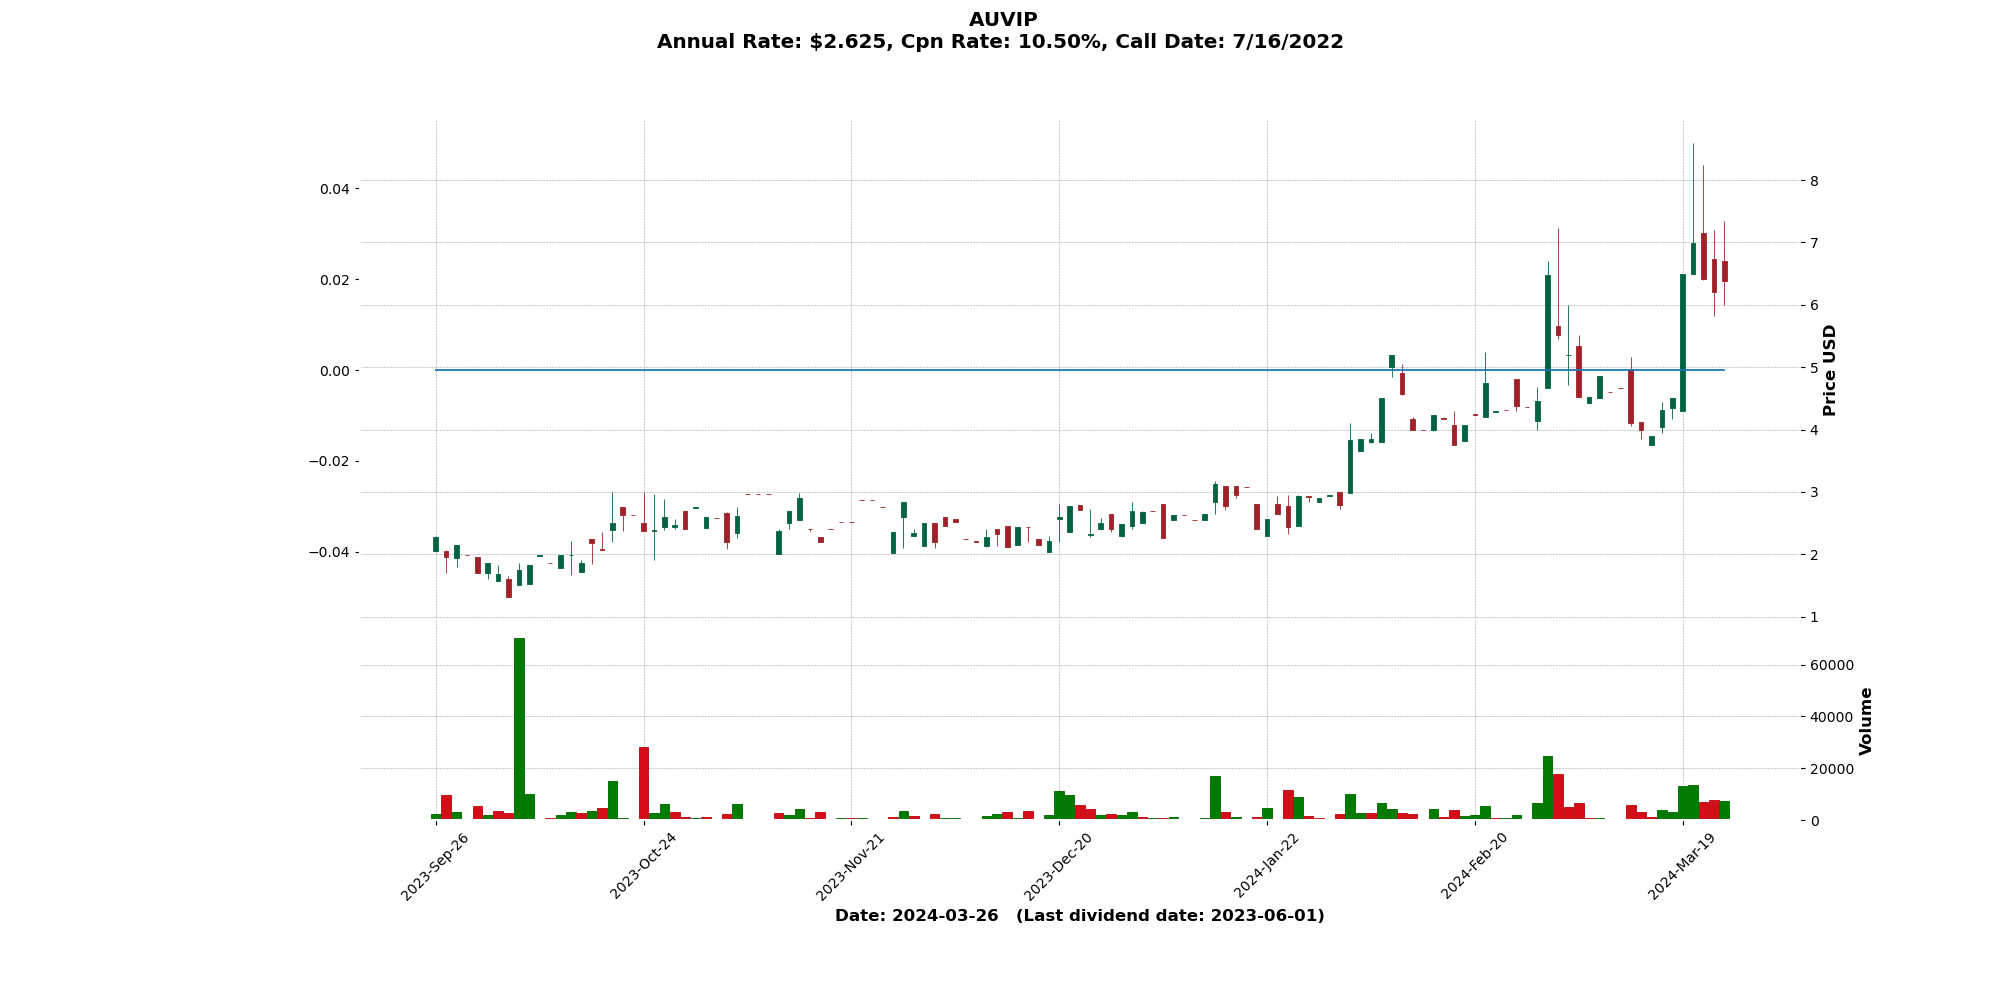 AUVIP
Annual Rate: $2.625, Cpn Rate: 10.50%, Call Date: 7/16/2022
0.04
0.02
0.00
−0.02
−0.04
8
7
6
5
4
3
2
1
Price USD
60000
40000
20000
0
Volume
2023-Sep-26
2023-Oct-24
2023-Nov-21
2023-Dec-20
2024-Jan-22
2024-Feb-20
2024-Mar-19
Date: 2024-03-26 (Last dividend date: 2023-06-01)